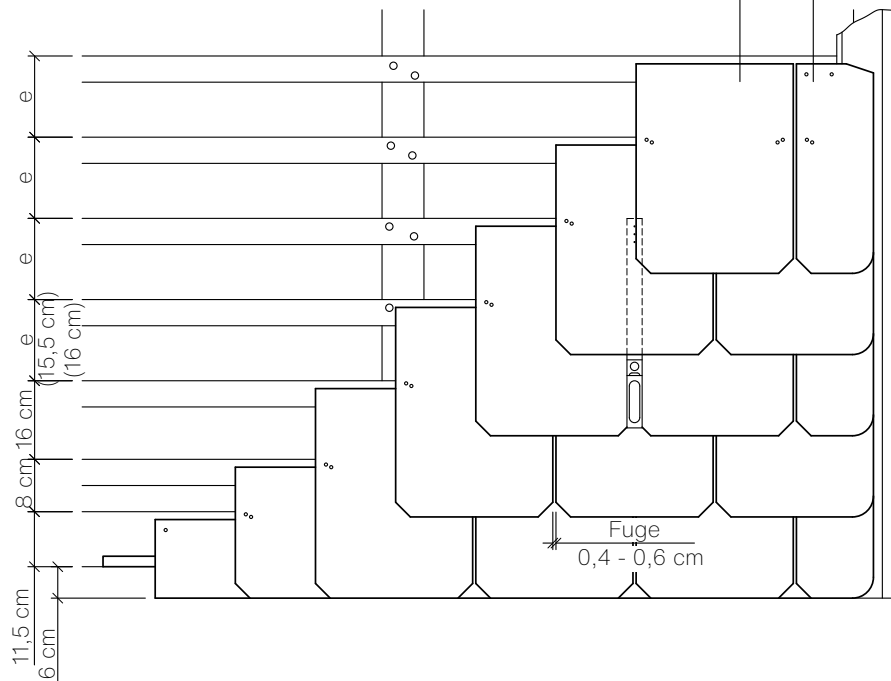 e
e
e
e
(15,5 cm)
(16 cm)
16 cm
8 cm
11,5 cm
6 cm
Fuge
0,4 - 0,6 cm